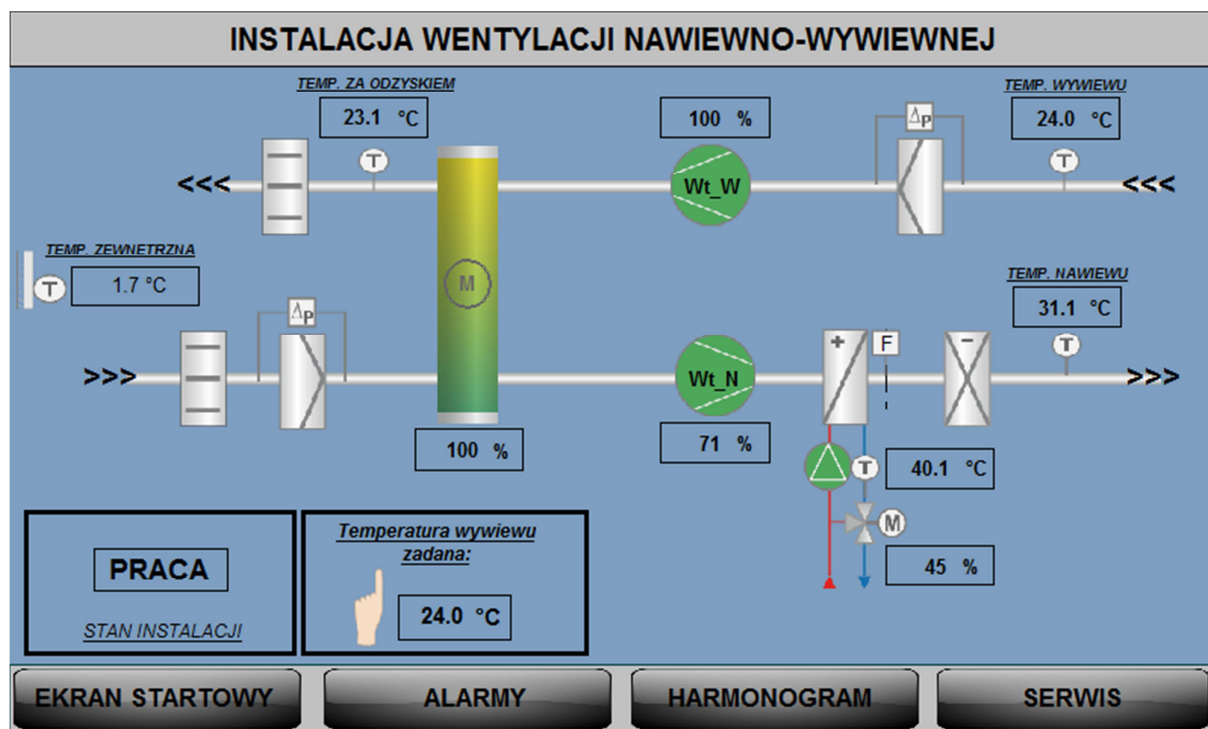 INSTALACJA WENTYLACJI NAWIEWNO-WYWIEWNEJ
TEMP. ZA ODZYSKIEM
23.1 °C
100 %
ΔP
TEMP. WYWIEWU
24.0 °C
T
T
<<<
Wt_W
<<<
TEMP. ZEWNETRZNA
1.7 °C
T
M
TEMP. NAWIEWU
31.1 °C
ΔP
+
F
-
T
>>>
Wt_N
>>>
100 %
71 %
T
40.1 °C
M
45 %
PRACA
STAN INSTALACJI
Temperatura wywiewu
zadana:
24.0 °C
EKRAN STARTOWY
ALARMY
HARMONOGRAM
SERWIS